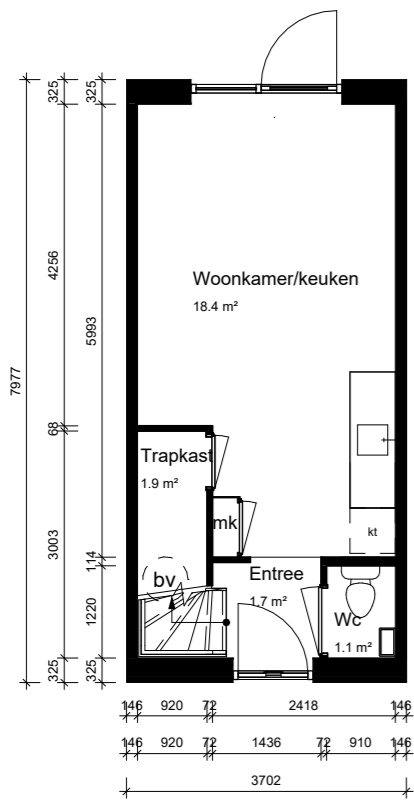 325
325
4256
5993
7977
Woonkamer/keuken
18.4 m²
68
Trapkast
1.9 m²
mk
kt
3003
114
bv
Entree
1.7 m²
1220
Wc
1.1 m²
325
325
146 920 72 2418 146
146 920 72 1436 72 910 146
3702